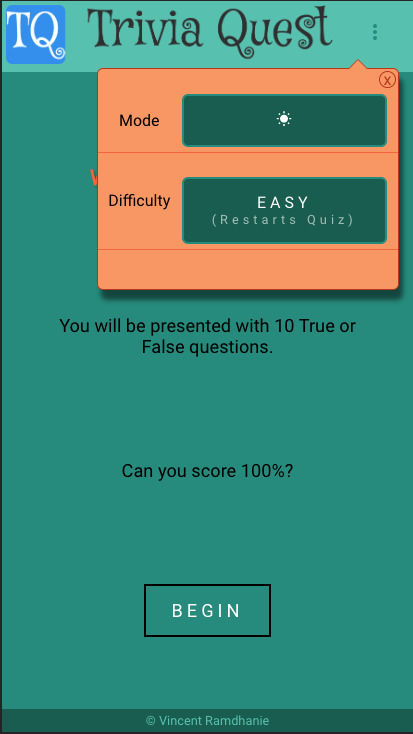 TQ
Trivia Quest
X
Mode
Difficulty
EASY
(Restarts Quiz)
You will be presented with 10 True or
False questions.
Can you score 100%?
BEGIN
© Vincent Ramdhanie